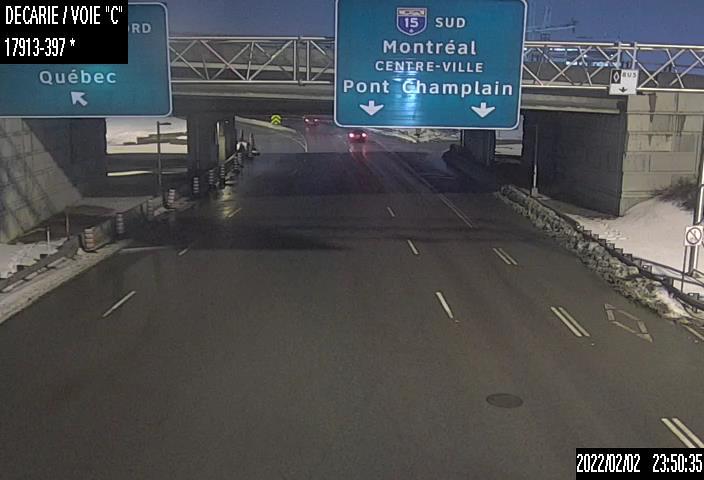 DECARIE / VOIE "C"
17913-397 *
ORD
Québec
15 SUD
Montréal
CENTRE-VILLE
Pont Champlain
BUS
2022/02/02 23:50:35